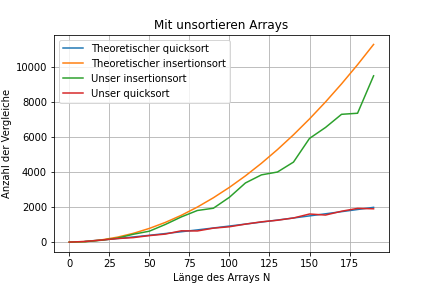 Mit unsortieren Arrays
Theoretischer quicksort
Theoretischer insertionsort
Unser insertionsort
Unser quicksort
Anzahl der Vergleiche
10000
8000
6000
4000
2000
0
0 25 50 75 100 125 150 175
Länge des Arrays N